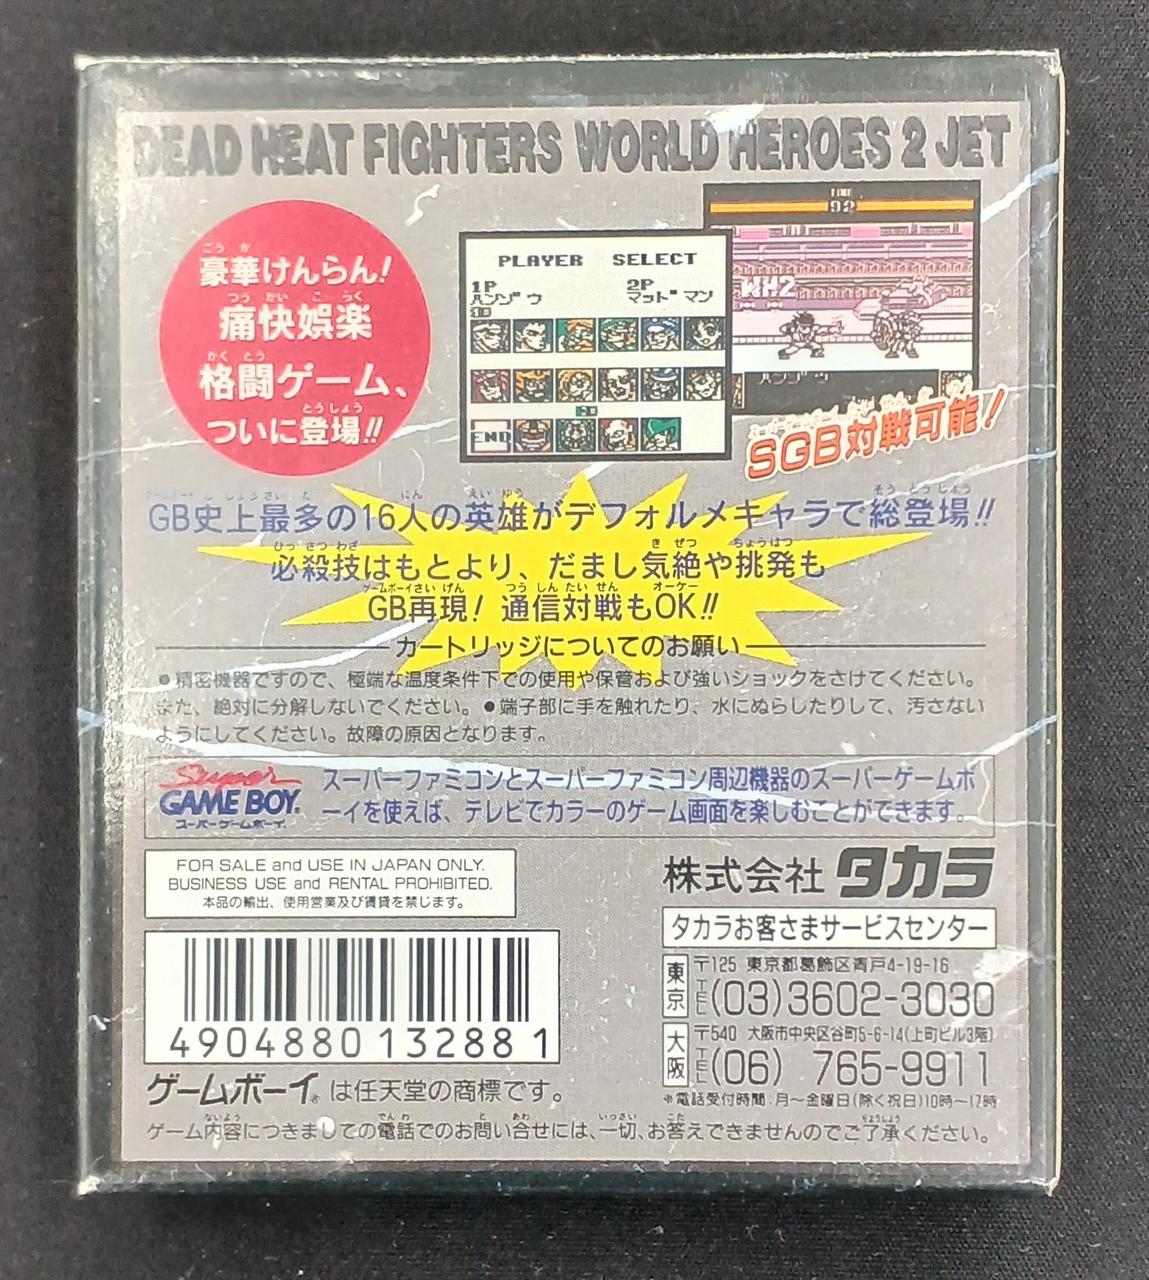 DEAD HEAT FIGHTERS WORLD HEROES 2 JET
豪華けんらん!
痛快娯楽
格闘ゲーム、
ついに登場!!
PLAYER SELECT
1P 2P
ハンゾウ マッドマン
END
TIME
92
WH2
ハンゾウ
SGB対戦可能!
GB史上最多の16人の英雄がデフォルメキャラで総登場!!
必殺技はもとより、だまし気絶や挑発も
GB再現! 通信対戦もOK!!
カートリッジについてのお願い
●精密機器ですので、極端な温度条件下での使用や保管および強いショックをさけてください。
また、絶対に分解しないでください。●端子部に手を触れたり、水にぬらしたりして、汚さない
ようにしてください。故障の原因となります。
Super
GAME BOY.
スーパーゲームボーイ.
スーパーファミコンとスーパーファミコン周辺機器のスーパーゲームボ
ーイを使えば、テレビでカラーのゲーム画面を楽しむことができます。
FOR SALE and USE IN JAPAN ONLY.
BUSINESS USE and RENTAL PROHIBITED.
本品の輸出、使用営業及び賃貸を禁じます。
株式会社 タカラ
タカラお客さまサービスセンター
東京 〒125 東京都葛飾区青戸4-19-16
TEL(03)3602-3030
大阪 〒540 大阪市中央区谷町5-6-14(上町ビル3階)
TEL(06) 765-9911
※電話受付時間:月〜金曜日(除く祝日)10時〜17時
4904880132881
ゲームボーイ は任天堂の商標です。
ゲーム内容につきましての電話でのお問い合せには、一切、お答えできませんのでご了承ください。